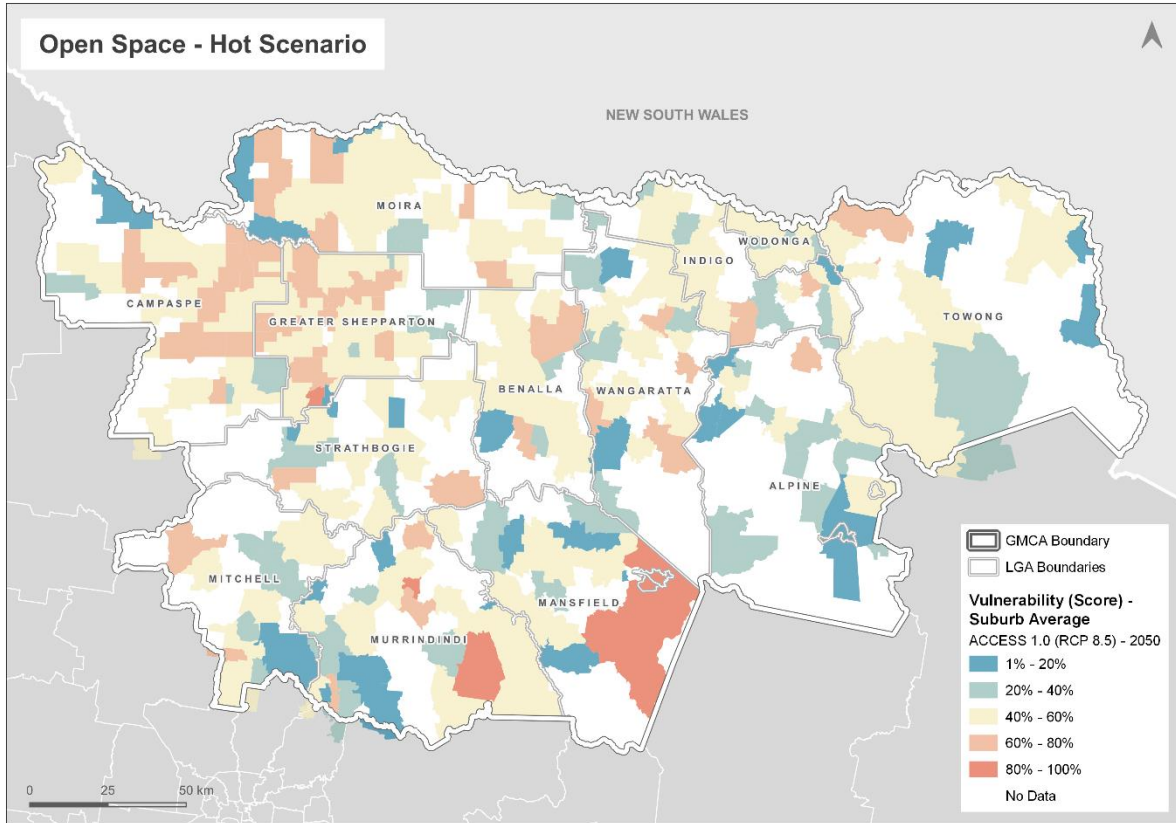 Open Space - Hot Scenario
NEW SOUTH WALES
MOIRA
WODONGA
INDIGO
CAMPASPE
GREATER SHEPPARTON
TOWONG
BENALLA
WANGARATTA
STRATHBOGIE
ALPINE
MITCHELL
MANSFIELD
MURRINDINDI
GMCA Boundary
LGA Boundaries
Vulnerability (Score) -
Suburb Average
ACCESS 1.0 (RCP 8.5) - 2050
1% - 20%
20% - 40%
40% - 60%
60% - 80%
80% - 100%
No Data
0 25 50 km